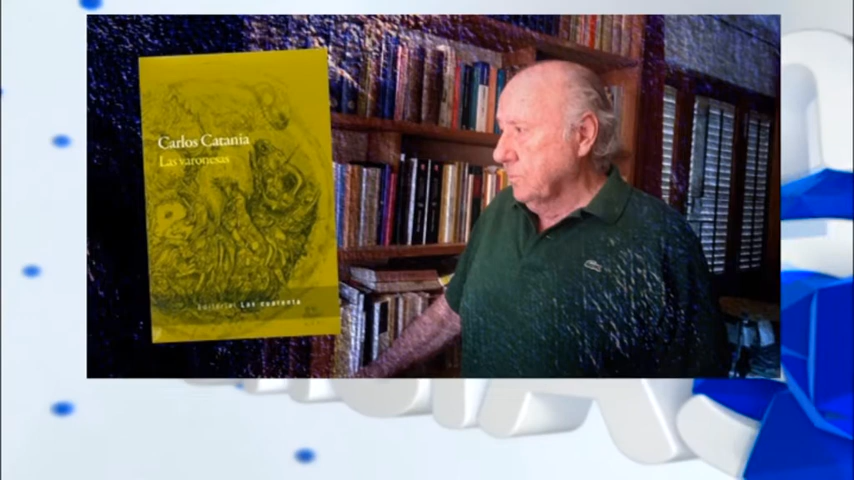 Carlos Catania
Las varonesas
Editorial Las cuarenta